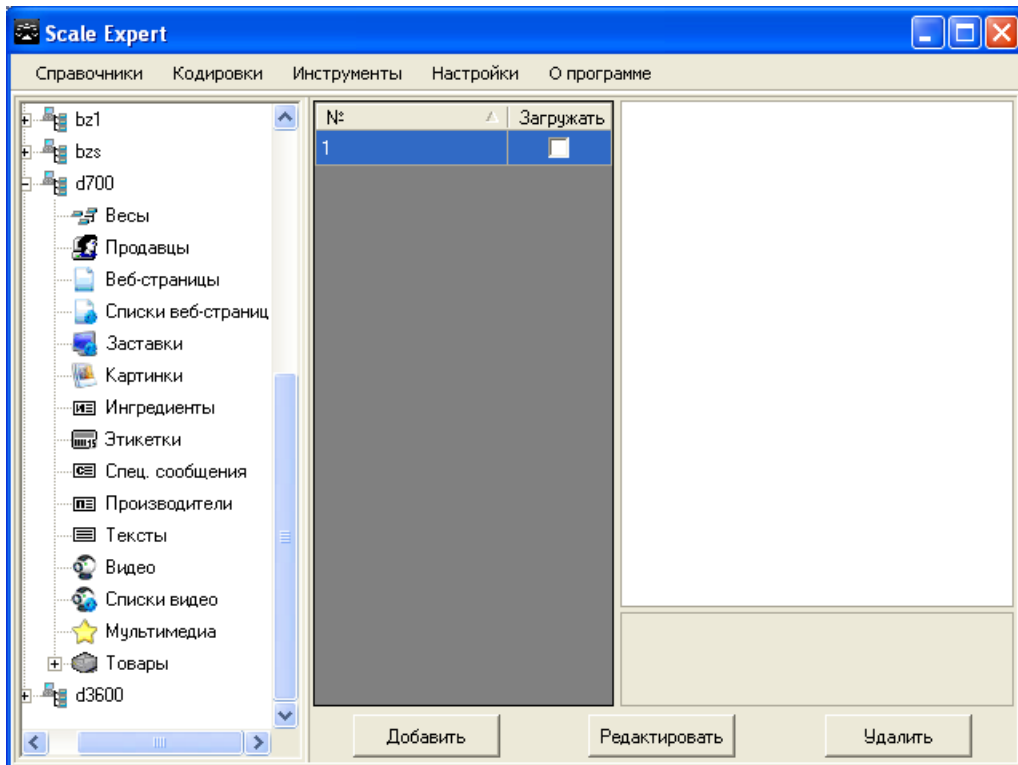 Scale Expert
Справочники Кодировки Инструменты Настройки О программе
bz1
bzs
d700
Весы
Продавцы
Веб-страницы
Списки веб-страниц
Заставки
Картинки
Ингредиенты
Этикетки
Спец. сообщения
Производители
Тексты
Видео
Списки видео
Мультимедиа
Товары
d3600
№ Загружать
1
Добавить Редактировать Удалить